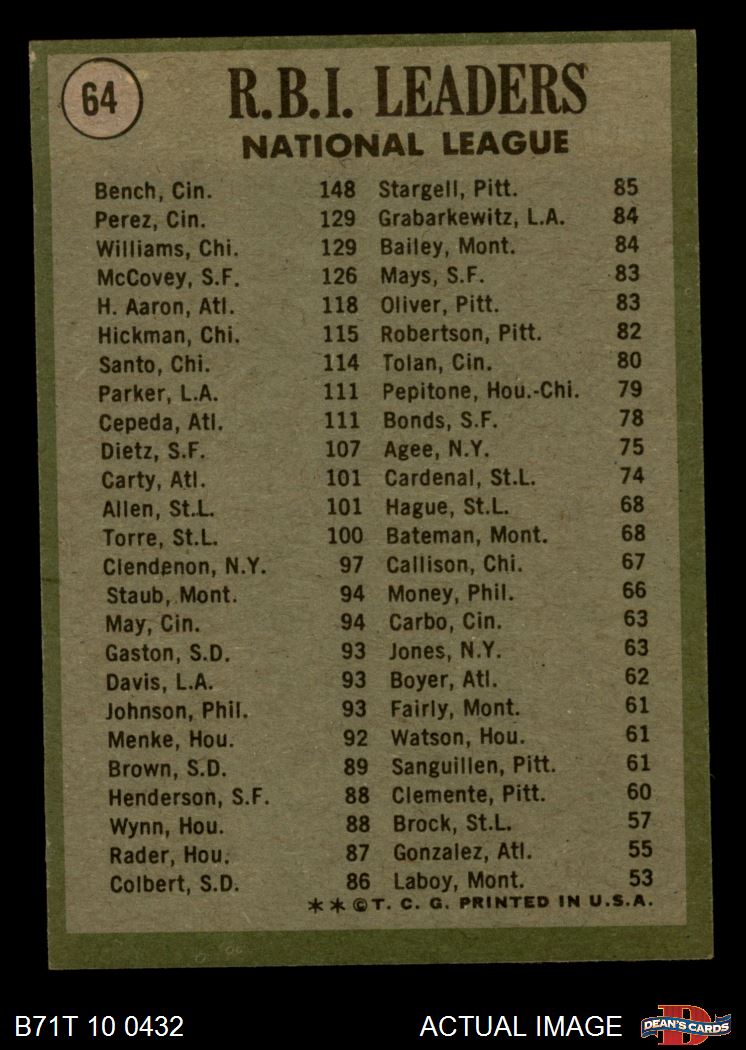 64
R.B.I. LEADERS
NATIONAL LEAGUE
Bench, Cin. 148 Stargell, Pitt. 85
Perez, Cin. 129 Grabarkewitz, L.A. 84
Williams, Chi. 129 Bailey, Mont. 84
McCovey, S.F. 126 Mays, S.F. 83
H. Aaron, Atl. 118 Oliver, Pitt. 83
Hickman, Chi. 115 Robertson, Pitt. 82
Santo, Chi. 114 Tolan, Cin. 80
Parker, L.A. 111 Pepitone, Hou.-Chi. 79
Cepeda, Atl. 111 Bonds, S.F. 78
Dietz, S.F. 107 Agee, N.Y. 75
Carty, Atl. 101 Cardenal, St.L. 74
Allen, St.L. 101 Hague, St.L. 68
Torre, St.L. 100 Bateman, Mont. 68
Clendenon, N.Y. 97 Callison, Chi. 67
Staub, Mont. 94 Money, Phil. 66
May, Cin. 94 Carbo, Cin. 63
Gaston, S.D. 93 Jones, N.Y. 63
Davis, L.A. 93 Boyer, Atl. 62
Johnson, Phil. 93 Fairly, Mont. 61
Menke, Hou. 92 Watson, Hou. 61
Brown, S.D. 89 Sanguillen, Pitt. 61
Henderson, S.F. 88 Clemente, Pitt. 60
Wynn, Hou. 88 Brock, St.L. 57
Rader, Hou. 87 Gonzalez, Atl. 55
Colbert, S.D. 86 Laboy, Mont. 53
**©T. C. G. PRINTED IN U.S.A.
B71T 10 0432 ACTUAL IMAGE D DEAN'S CARDS